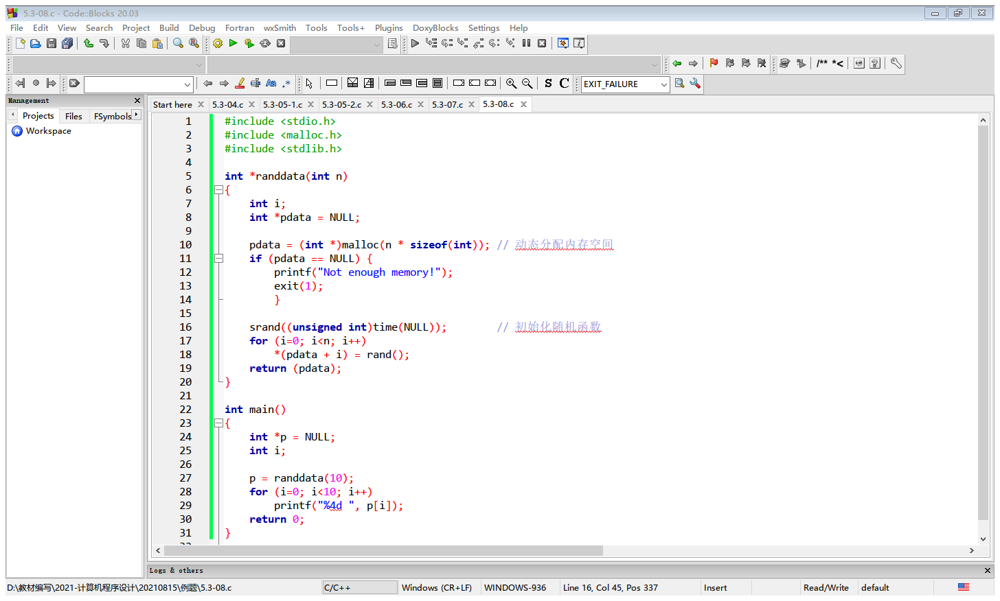 5.3-08.c - Code::Blocks 20.03
File Edit View Search Project Build Debug Fortran wxSmith Tools Tools+ Plugins DoxyBlocks Settings Help
/** *<
S C EXIT_FAILURE
Management
Projects Files FSymbols
Workspace
Start here 5.3-04.c 5.3-05-1.c 5.3-05-2.c 5.3-06.c 5.3-07.c 5.3-08.c
1 #include <stdio.h>
2 #include <malloc.h>
3 #include <stdlib.h>
4
5 int *randdata(int n)
6 {
7 int i;
8 int *pdata = NULL;
9
10 pdata = (int *)malloc(n * sizeof(int)); // 动态分配内存空间
11 if (pdata == NULL) {
12 printf("Not enough memory!");
13 exit(1);
14 }
15
16 srand((unsigned int)time(NULL)); // 初始化随机函数
17 for (i=0; i<n; i++)
18 *(pdata + i) = rand();
19 return (pdata);
20 }
21
22 int main()
23 {
24 int *p = NULL;
25 int i;
26
27 p = randdata(10);
28 for (i=0; i<10; i++)
29 printf("%4d ", p[i]);
30 return 0;
31 }
Logs & others
D:\教材编写\2021-计算机程序设计\20210815\例题\5.3-08.c C/C++ Windows (CR+LF) WINDOWS-936 Line 16, Col 45, Pos 337 Insert Read/Write default